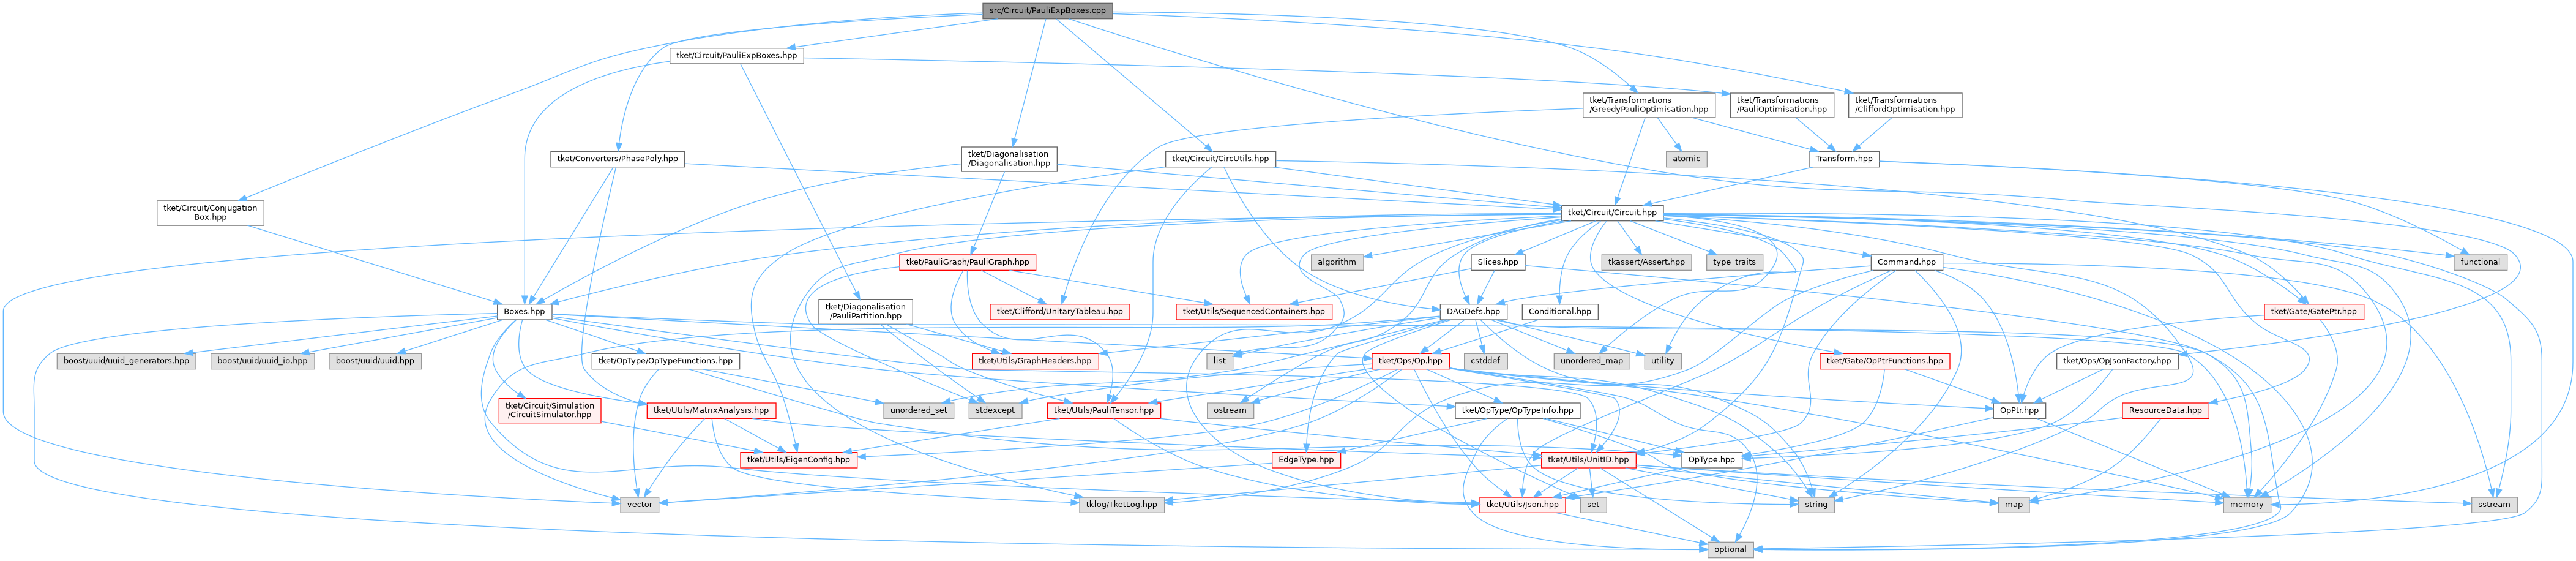 src/Circuit/PauliExpBoxes.cpp
tket/Circuit/PauliExpBoxes.hpp
tket/Transformations
/GreedyPauliOptimisation.hpp
tket/Transformations
/PauliOptimisation.hpp
tket/Transformations
/CliffordOptimisation.hpp
tket/Converters/PhasePoly.hpp
tket/Diagonalisation
/Diagonalisation.hpp
tket/Circuit/CircUtils.hpp
atomic
Transform.hpp
tket/Circuit/Conjugation
Box.hpp
tket/Circuit/Circuit.hpp
tket/PauliGraph/PauliGraph.hpp
algorithm
Slices.hpp
tkassert/Assert.hpp
type_traits
Command.hpp
functional
Boxes.hpp
tket/Diagonalisation
/PauliPartition.hpp
tket/Clifford/UnitaryTableau.hpp
tket/Utils/SequencedContainers.hpp
DAGDefs.hpp
Conditional.hpp
tket/Gate/GatePtr.hpp
boost/uuid/uuid_generators.hpp
boost/uuid/uuid_io.hpp
boost/uuid/uuid.hpp
tket/OpType/OpTypeFunctions.hpp
tket/Utils/GraphHeaders.hpp
list
tket/Ops/Op.hpp
cstddef
unordered_map
utility
tket/Gate/OpPtrFunctions.hpp
tket/Ops/OpJsonFactory.hpp
tket/Circuit/Simulation
/CircuitSimulator.hpp
tket/Utils/MatrixAnalysis.hpp
unordered_set
stdexcept
tket/Utils/PauliTensor.hpp
ostream
tket/OpType/OpTypeInfo.hpp
OpPtr.hpp
ResourceData.hpp
tket/Utils/EigenConfig.hpp
EdgeType.hpp
tket/Utils/UnitID.hpp
OpType.hpp
vector
tklog/TketLog.hpp
tket/Utils/Json.hpp
set
string
map
memory
sstream
optional